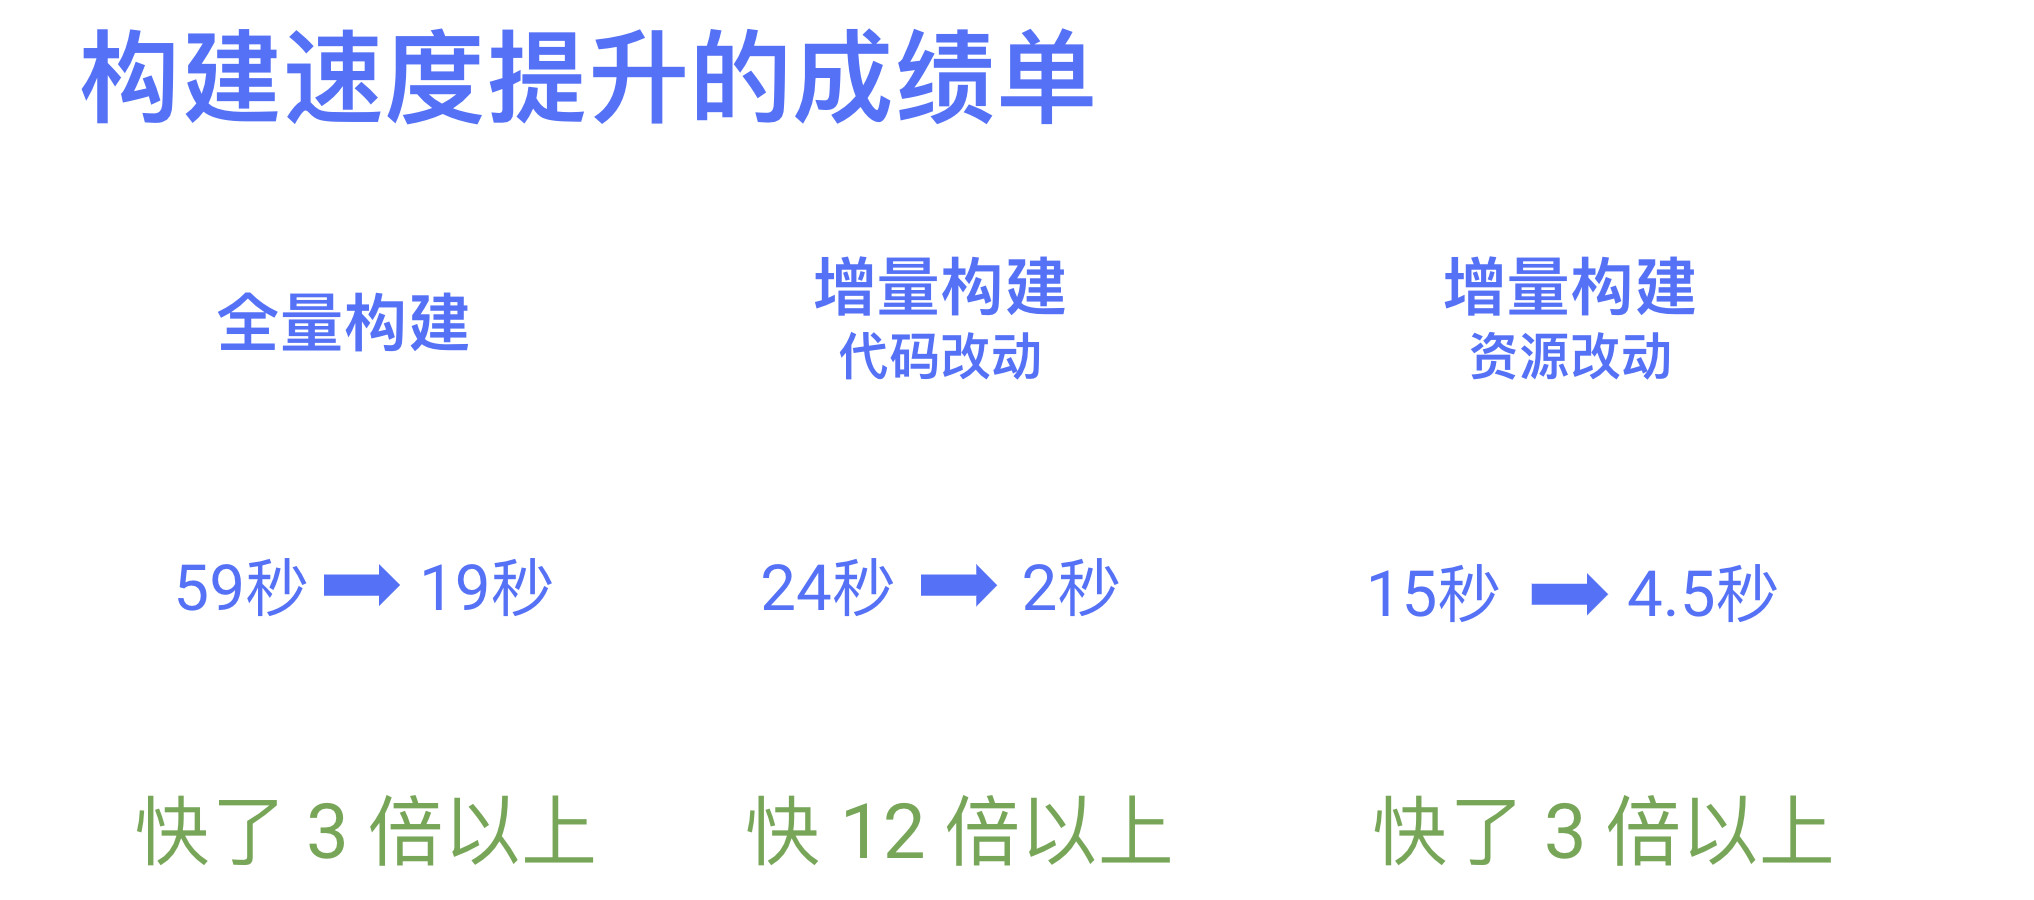 构建速度提升的成绩单
全量构建
增量构建
代码改动
增量构建
资源改动
59秒 19秒
24秒 2秒
15秒 4.5秒
快了 3 倍以上
快 12 倍以上
快了 3 倍以上